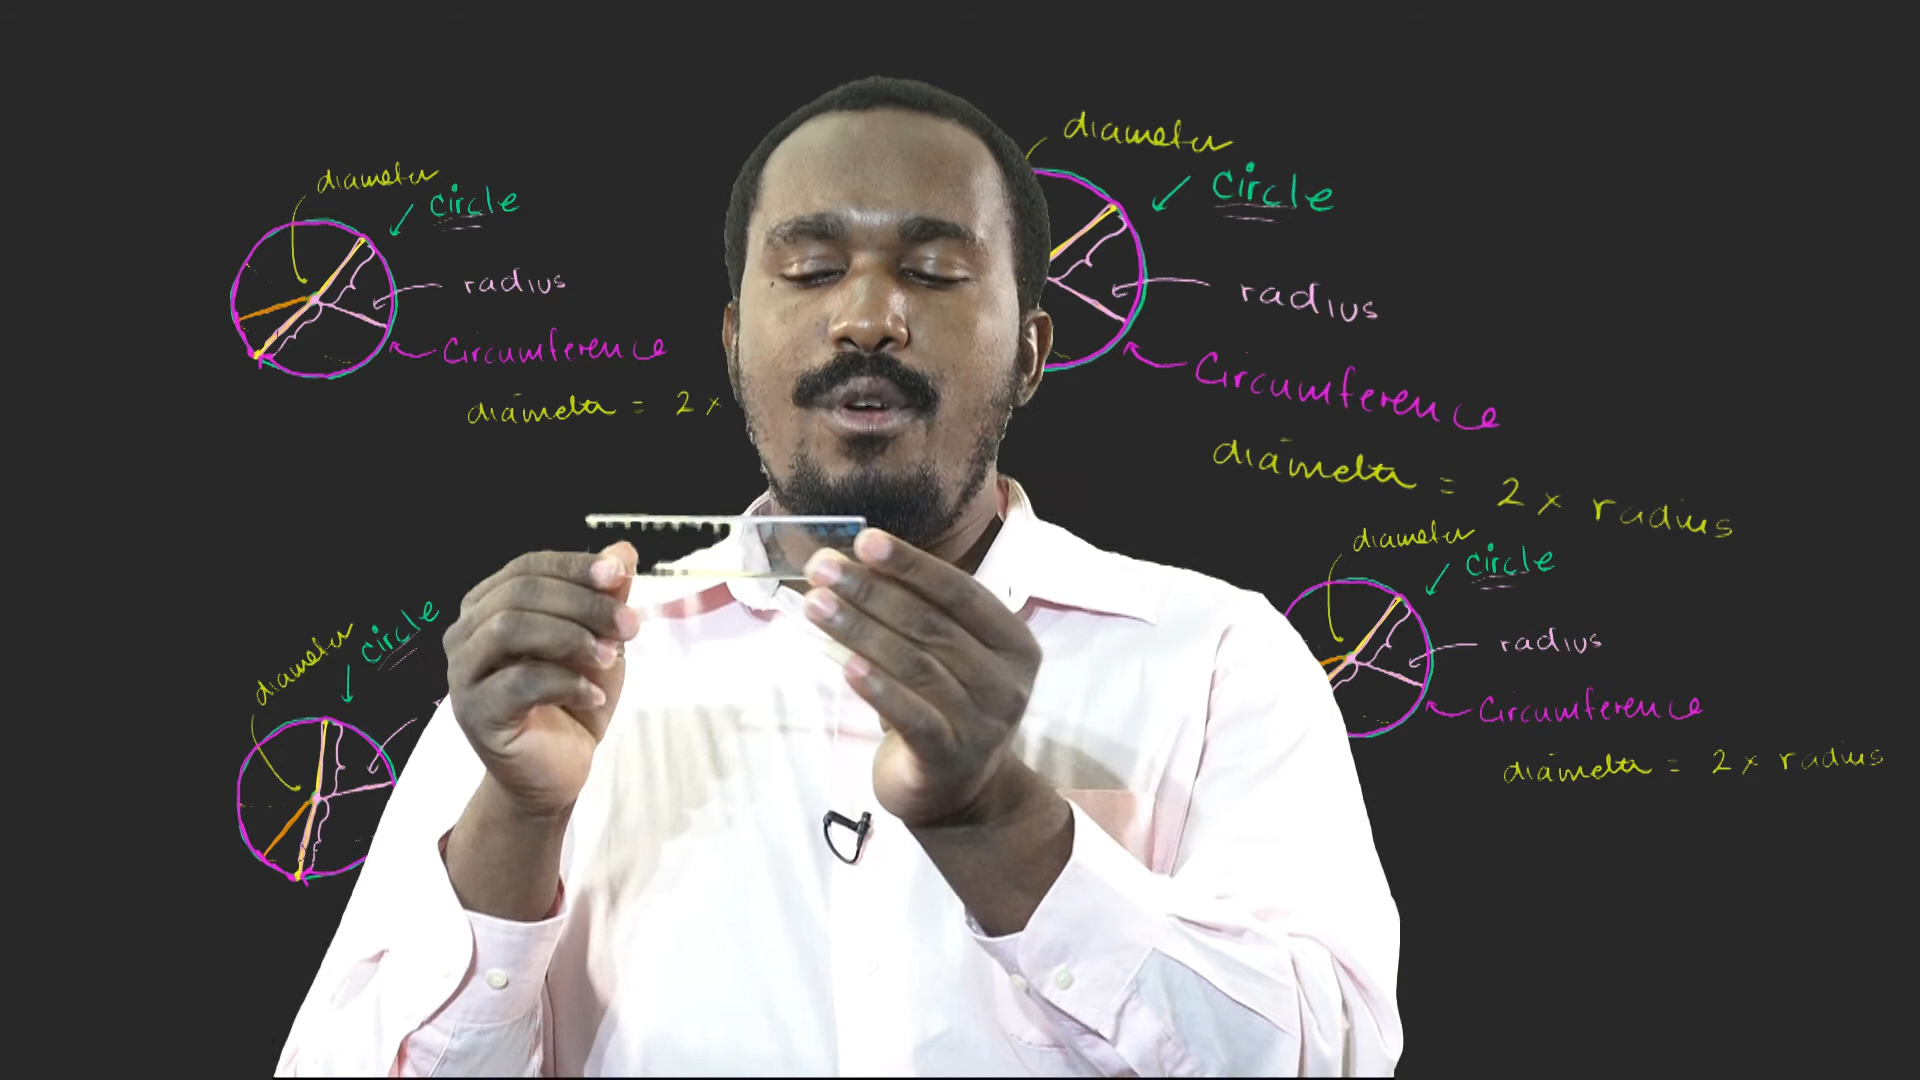 diameter
circle
radius
Circumference
diameter = 2 ×
diameter
circle
radius
Circumference
diameter = 2 × radius
diameter
circle
diameter
circle
radius
Circumference
diameter = 2 × radius